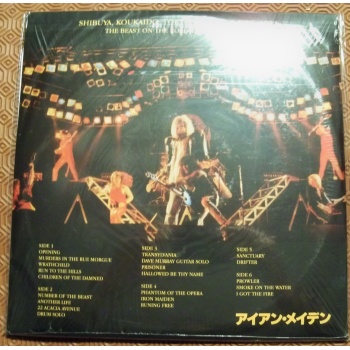 SHIBUYA, KOUKAIDO, TOKYO
THE BEAST ON THE ROAD
SIDE 1
OPENING
MURDERS IN THE RUE MORGUE
WRATHCHILD
RUN TO THE HILLS
CHILDREN OF THE DAMNED
SIDE 2
NUMBER OF THE BEAST
ANOTHER LIFE
22 ACACIA AVENUE
DRUM SOLO
SIDE 3
TRANSYLVANIA
DAVE MURRAY GUITAR SOLO
PRISONER
HALLOWED BE THY NAME
SIDE 4
PHANTOM OF THE OPERA
IRON MAIDEN
RUNING FREE
SIDE 5
SANCTUARY
DRIFTER
SIDE 6
PROWLER
SMOKE ON THE WATER
I GOT THE FIRE
アイアン・メイデン